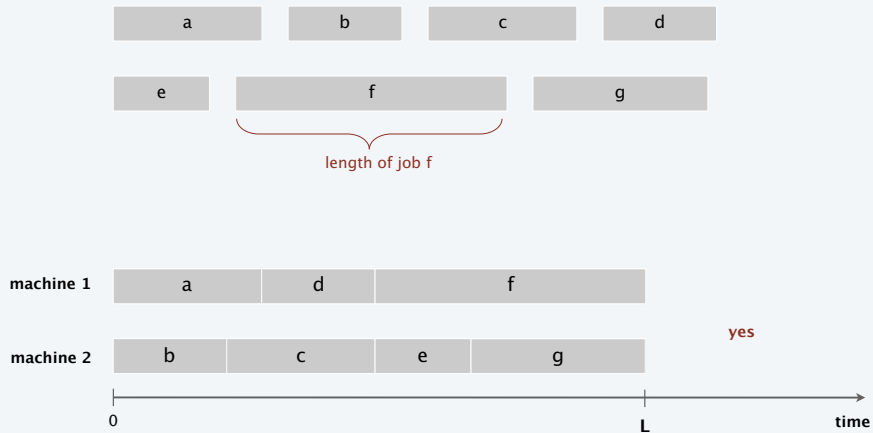 a b c d
e f g
length of job f
machine 1 a d f
yes
machine 2 b c e g
0 L time